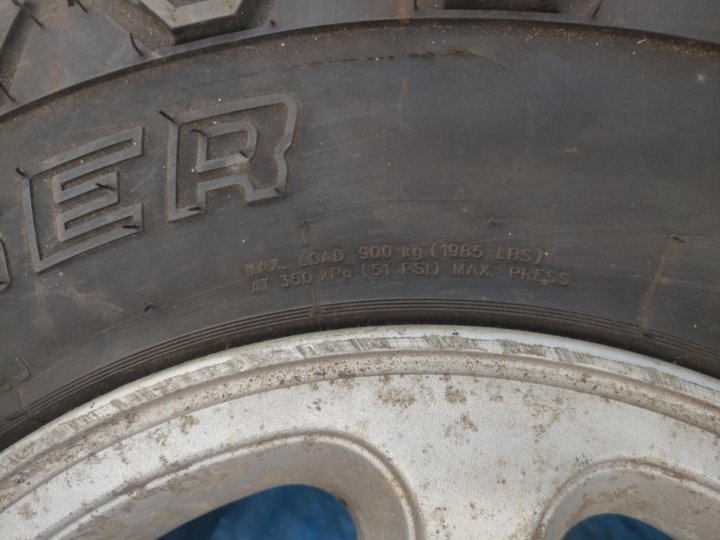 ER
MAX. LOAD 900 kg (1985 LBS)
AT 350 kPa (51 PSI) MAX. PRESS